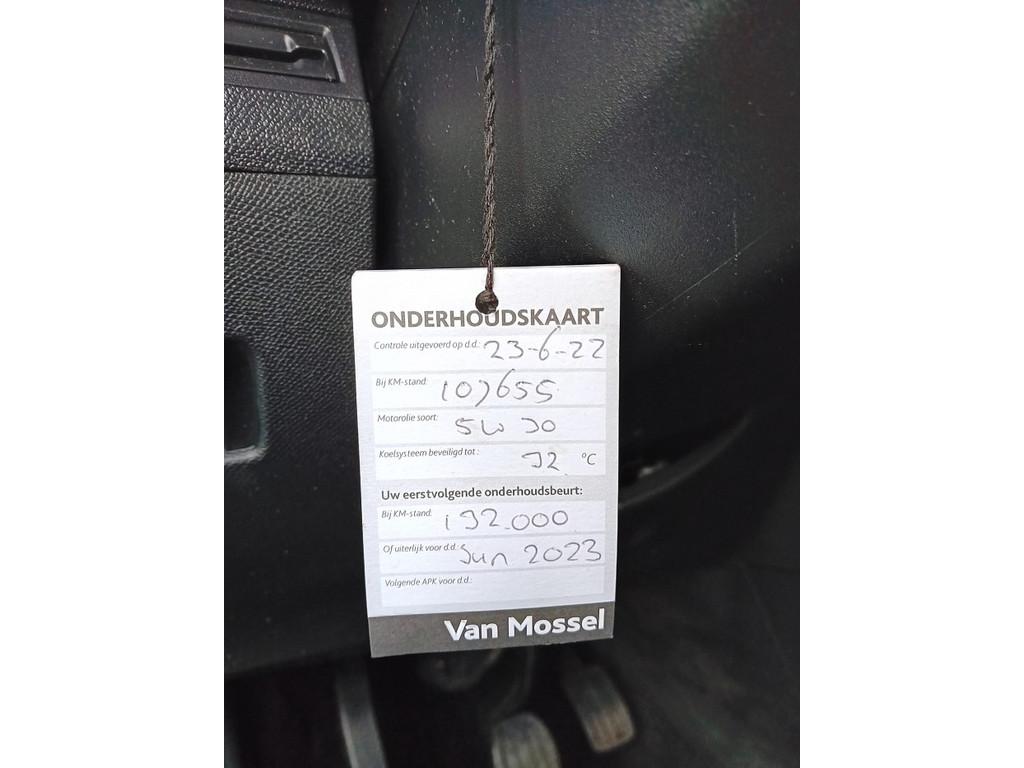 ONDERHOUDSKAART
Controle uitgevoerd op d.d.: 23-6-22
Bij KM-stand: 107655
Motorolie soort: 5W30
Koelsysteem beveiligd tot: 32 °C
Uw eerstvolgende onderhoudsbeurt:
Bij KM-stand: 132.000
Of uiterlijk voor d.d.: Jun 2023
Volgende APK voor d.d.:
Van Mossel